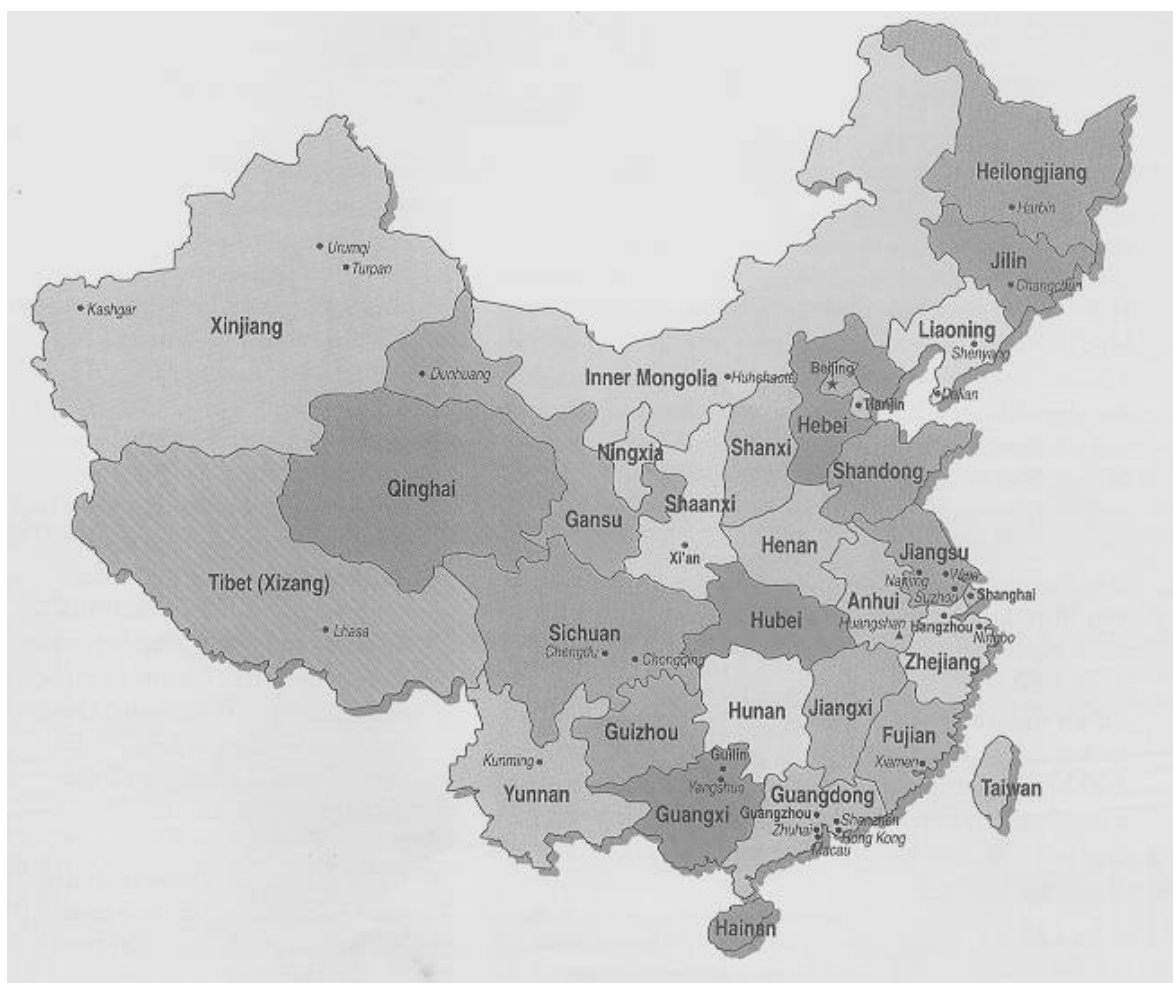 Heilongjiang
Harbin
Jilin
Changchun
Urumqi
Turpan
Kashgar
Xinjiang
Liaoning
Shenyang
Dunhuang
Inner Mongolia
Beijing
Dalian
Tianjin
Hebei
Ningxia
Shanxi
Shandong
Qinghai
Shaanxi
Gansu
Xi'an
Henan
Jiangsu
Nanjing
Wuxi
Tibet (Xizang)
Suzhou
Shanghai
Anhui
Hubei
Huangshan
Hangzhou
Ningbo
Lhasa
Sichuan
Chengdu
Chongqing
Zhejiang
Hunan
Jiangxi
Guizhou
Fujian
Guilin
Kunming
Xiamen
Yangshuo
Taiwan
Yunnan
Guangdong
Guangxi
Guangzhou
Shenzhen
Zhuhai
Hong Kong
Macau
Hainan